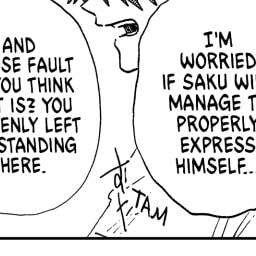 I'M
WORRIED
IF SAKU WI
MANAGE T
PROPERLY
EXPRESS
HIMSELF...
AND
SE FAULT
OU THINK
T IS? YOU
ENLY LEFT
STANDING
HERE.
TAM